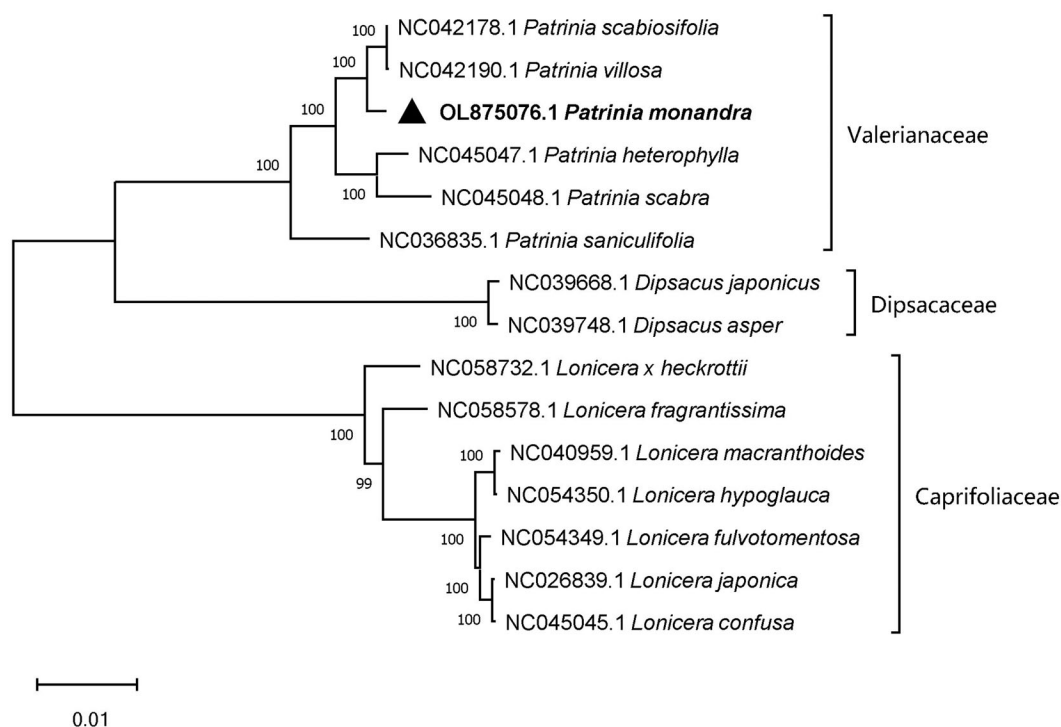 100 NC042178.1 Patrinia scabiosifolia
100 NC042190.1 Patrinia villosa
100 OL875076.1 Patrinia monandra
Valerianaceae
100 NC045047.1 Patrinia heterophylla
100 NC045048.1 Patrinia scabra
NC036835.1 Patrinia saniculifolia
NC039668.1 Dipsacus japonicus
Dipsacaceae
100 NC039748.1 Dipsacus asper
NC058732.1 Lonicera x heckrottii
NC058578.1 Lonicera fragrantissima
100
100 NC040959.1 Lonicera macranthoides
99 NC054350.1 Lonicera hypoglauca
Caprifoliaceae
100 NC054349.1 Lonicera fulvotomentosa
100 NC026839.1 Lonicera japonica
100 NC045045.1 Lonicera confusa
0.01